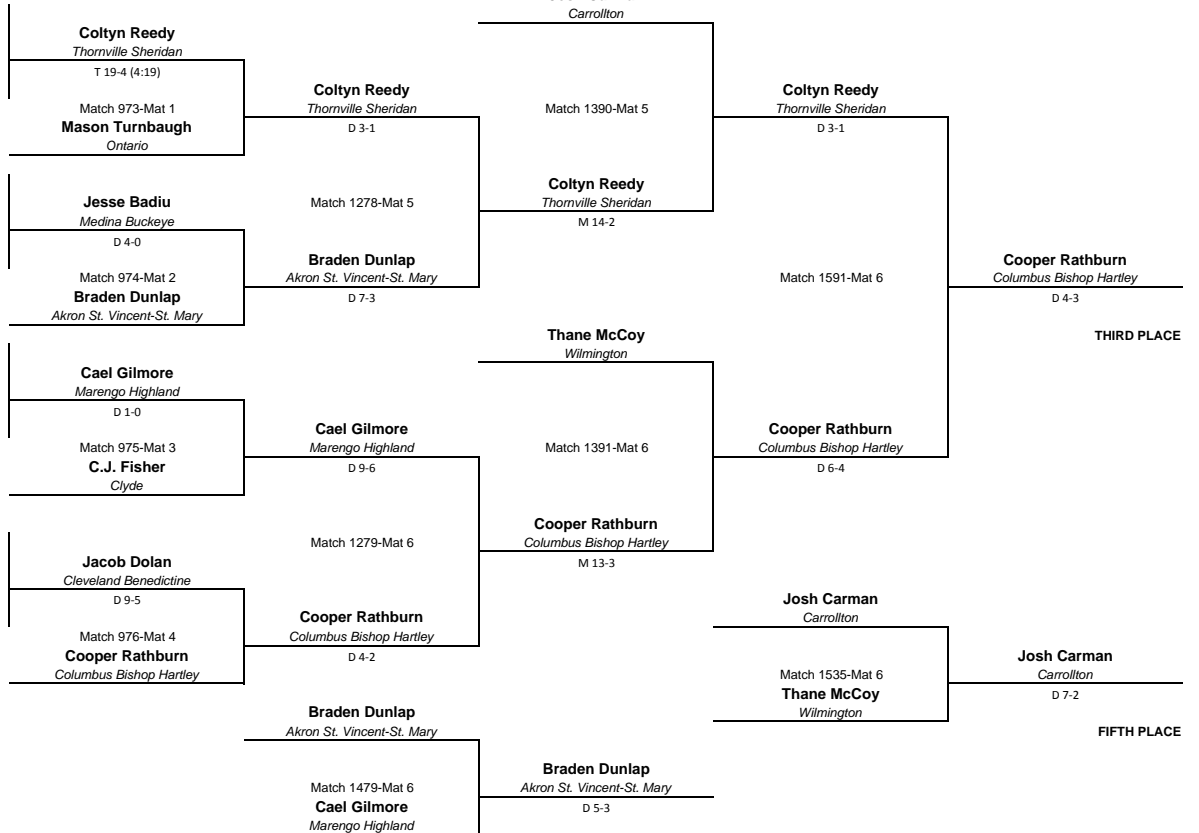 Carrollton
Coltyn Reedy
Thornville Sheridan
T 19-4 (4:19)
Match 973-Mat 1
Mason Turnbaugh
Ontario
Jesse Badiu
Medina Buckeye
D 4-0
Match 974-Mat 2
Braden Dunlap
Akron St. Vincent-St. Mary
Cael Gilmore
Marengo Highland
D 1-0
Match 975-Mat 3
C.J. Fisher
Clyde
Jacob Dolan
Cleveland Benedictine
D 9-5
Match 976-Mat 4
Cooper Rathburn
Columbus Bishop Hartley
Coltyn Reedy
Thornville Sheridan
D 3-1
Match 1278-Mat 5
Braden Dunlap
Akron St. Vincent-St. Mary
D 7-3
Cael Gilmore
Marengo Highland
D 9-6
Match 1279-Mat 6
Cooper Rathburn
Columbus Bishop Hartley
D 4-2
Braden Dunlap
Akron St. Vincent-St. Mary
Match 1479-Mat 6
Cael Gilmore
Marengo Highland
Match 1390-Mat 5
Coltyn Reedy
Thornville Sheridan
M 14-2
Thane McCoy
Wilmington
Match 1391-Mat 6
Cooper Rathburn
Columbus Bishop Hartley
M 13-3
Braden Dunlap
Akron St. Vincent-St. Mary
D 5-3
Coltyn Reedy
Thornville Sheridan
D 3-1
Match 1591-Mat 6
Cooper Rathburn
Columbus Bishop Hartley
D 6-4
Josh Carman
Carrollton
Match 1535-Mat 6
Thane McCoy
Wilmington
Cooper Rathburn
Columbus Bishop Hartley
D 4-3
THIRD PLACE
Josh Carman
Carrollton
D 7-2
FIFTH PLACE